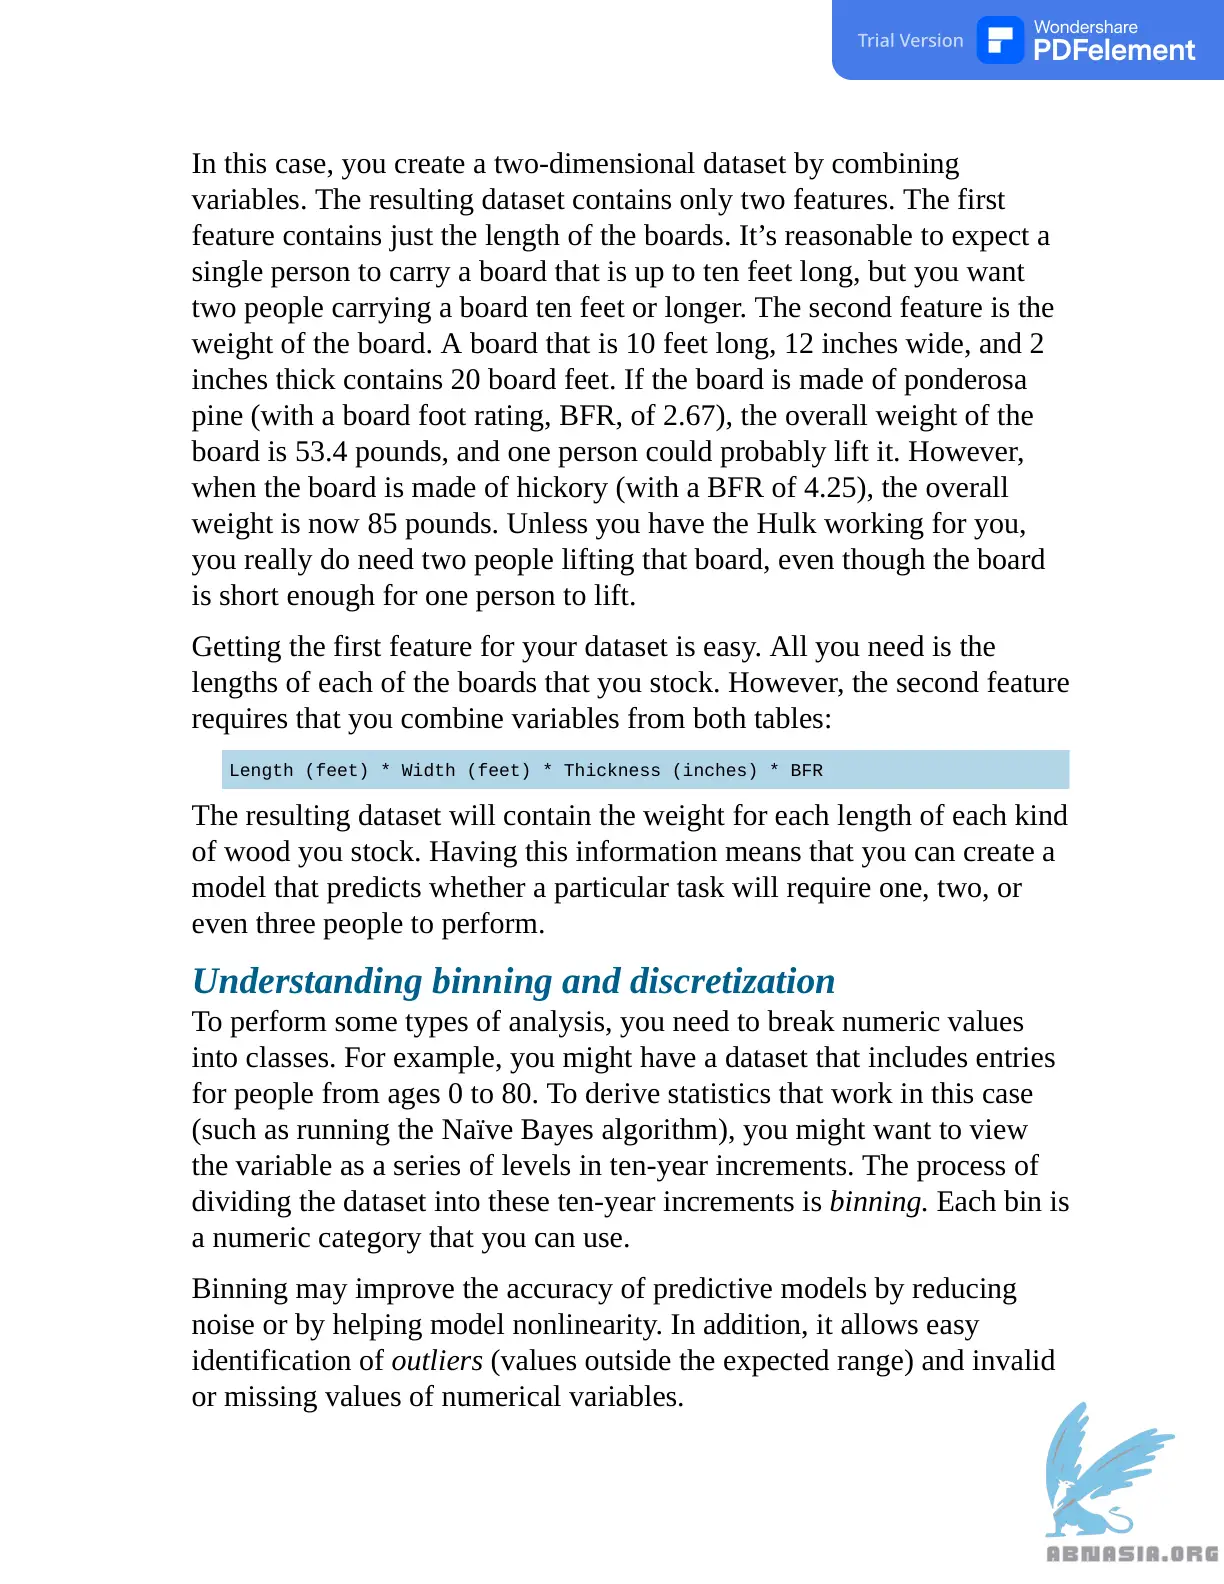 Trial Version
Wondershare
PDFelement
In this case, you create a two-dimensional dataset by combining
variables. The resulting dataset contains only two features. The first
feature contains just the length of the boards. It’s reasonable to expect a
single person to carry a board that is up to ten feet long, but you want
two people carrying a board ten feet or longer. The second feature is the
weight of the board. A board that is 10 feet long, 12 inches wide, and 2
inches thick contains 20 board feet. If the board is made of ponderosa
pine (with a board foot rating, BFR, of 2.67), the overall weight of the
board is 53.4 pounds, and one person could probably lift it. However,
when the board is made of hickory (with a BFR of 4.25), the overall
weight is now 85 pounds. Unless you have the Hulk working for you,
you really do need two people lifting that board, even though the board
is short enough for one person to lift.
Getting the first feature for your dataset is easy. All you need is the
lengths of each of the boards that you stock. However, the second feature
requires that you combine variables from both tables:
Length (feet) * Width (feet) * Thickness (inches) * BFR
The resulting dataset will contain the weight for each length of each kind
of wood you stock. Having this information means that you can create a
model that predicts whether a particular task will require one, two, or
even three people to perform.
Understanding binning and discretization
To perform some types of analysis, you need to break numeric values
into classes. For example, you might have a dataset that includes entries
for people from ages 0 to 80. To derive statistics that work in this case
(such as running the Naïve Bayes algorithm), you might want to view
the variable as a series of levels in ten-year increments. The process of
dividing the dataset into these ten-year increments is binning. Each bin is
a numeric category that you can use.
Binning may improve the accuracy of predictive models by reducing
noise or by helping model nonlinearity. In addition, it allows easy
identification of outliers (values outside the expected range) and invalid
or missing values of numerical variables.
ABNASIA.ORG